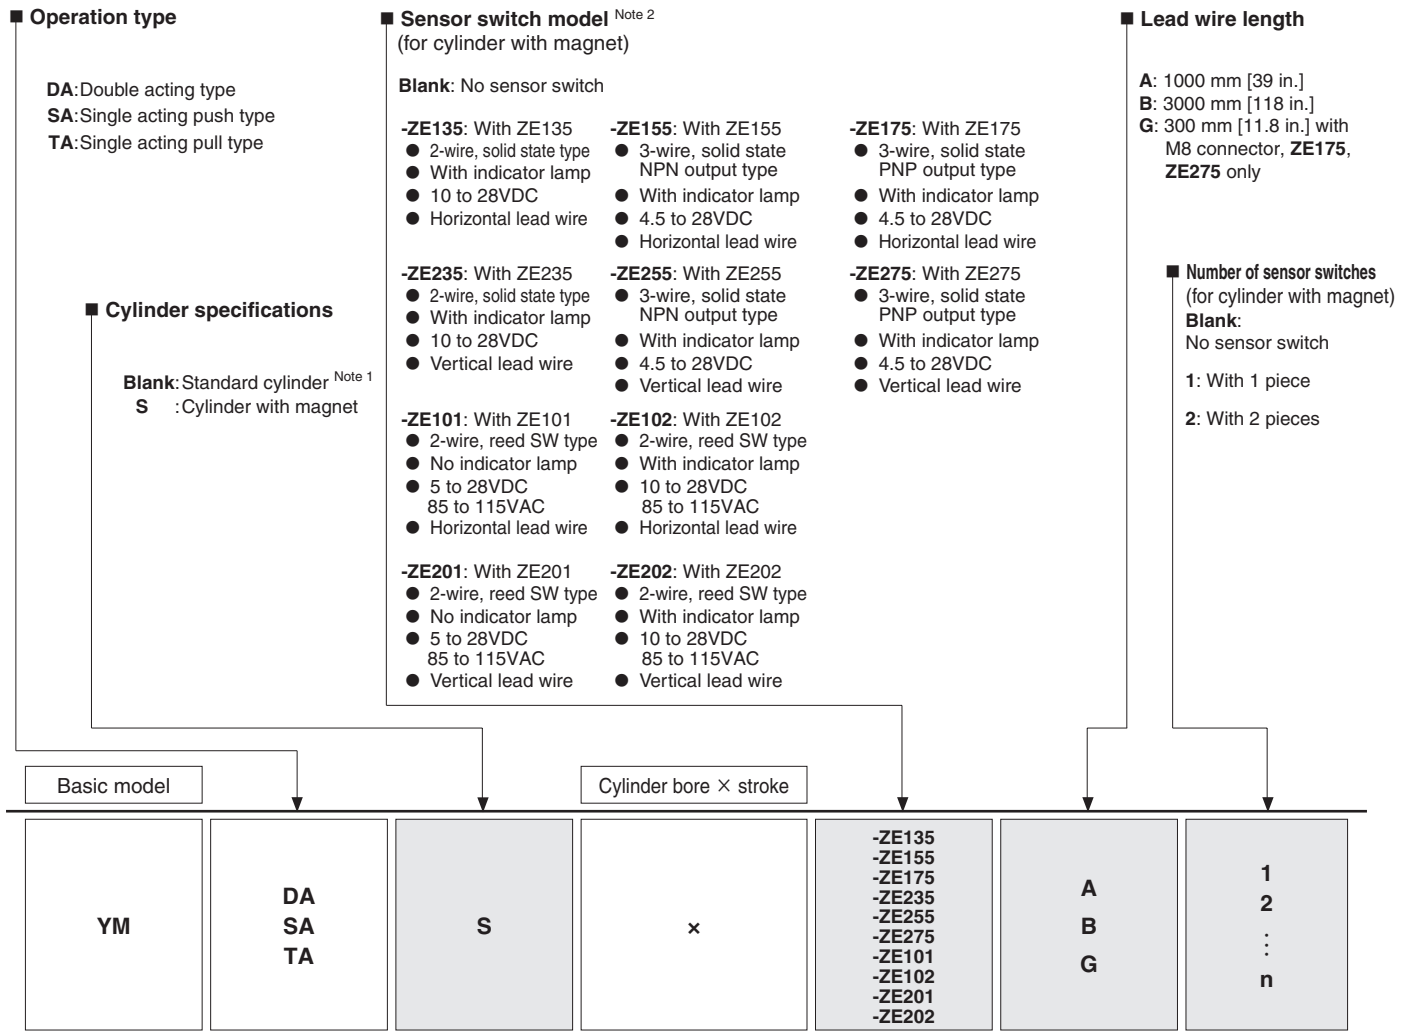 ■ Operation type
DA:Double acting type
SA:Single acting push type
TA:Single acting pull type
■ Cylinder specifications
Blank:Standard cylinder Note 1
S :Cylinder with magnet
■ Sensor switch model Note 2
(for cylinder with magnet)
Blank: No sensor switch
-ZE135: With ZE135
● 2-wire, solid state type
● With indicator lamp
● 10 to 28VDC
● Horizontal lead wire
-ZE155: With ZE155
● 3-wire, solid state
NPN output type
● With indicator lamp
● 4.5 to 28VDC
● Horizontal lead wire
-ZE175: With ZE175
● 3-wire, solid state
PNP output type
● With indicator lamp
● 4.5 to 28VDC
● Horizontal lead wire
-ZE235: With ZE235
● 2-wire, solid state type
● With indicator lamp
● 10 to 28VDC
● Vertical lead wire
-ZE255: With ZE255
● 3-wire, solid state
NPN output type
● With indicator lamp
● 4.5 to 28VDC
● Vertical lead wire
-ZE275: With ZE275
● 3-wire, solid state
PNP output type
● With indicator lamp
● 4.5 to 28VDC
● Vertical lead wire
-ZE101: With ZE101
● 2-wire, reed SW type
● No indicator lamp
● 5 to 28VDC
85 to 115VAC
● Horizontal lead wire
-ZE102: With ZE102
● 2-wire, reed SW type
● With indicator lamp
● 10 to 28VDC
85 to 115VAC
● Horizontal lead wire
-ZE201: With ZE201
● 2-wire, reed SW type
● No indicator lamp
● 5 to 28VDC
85 to 115VAC
● Vertical lead wire
-ZE202: With ZE202
● 2-wire, reed SW type
● With indicator lamp
● 10 to 28VDC
85 to 115VAC
● Vertical lead wire
■ Lead wire length
A: 1000 mm [39 in.]
B: 3000 mm [118 in.]
G: 300 mm [11.8 in.] with
M8 connector, ZE175,
ZE275 only
■ Number of sensor switches
(for cylinder with magnet)
Blank:
No sensor switch
1: With 1 piece
2: With 2 pieces
Basic model
Cylinder bore × stroke
YM
DA
SA
TA
S
×
-ZE135
-ZE155
-ZE175
-ZE235
-ZE255
-ZE275
-ZE101
-ZE102
-ZE201
-ZE202
A
B
G
1
2
⋮
n